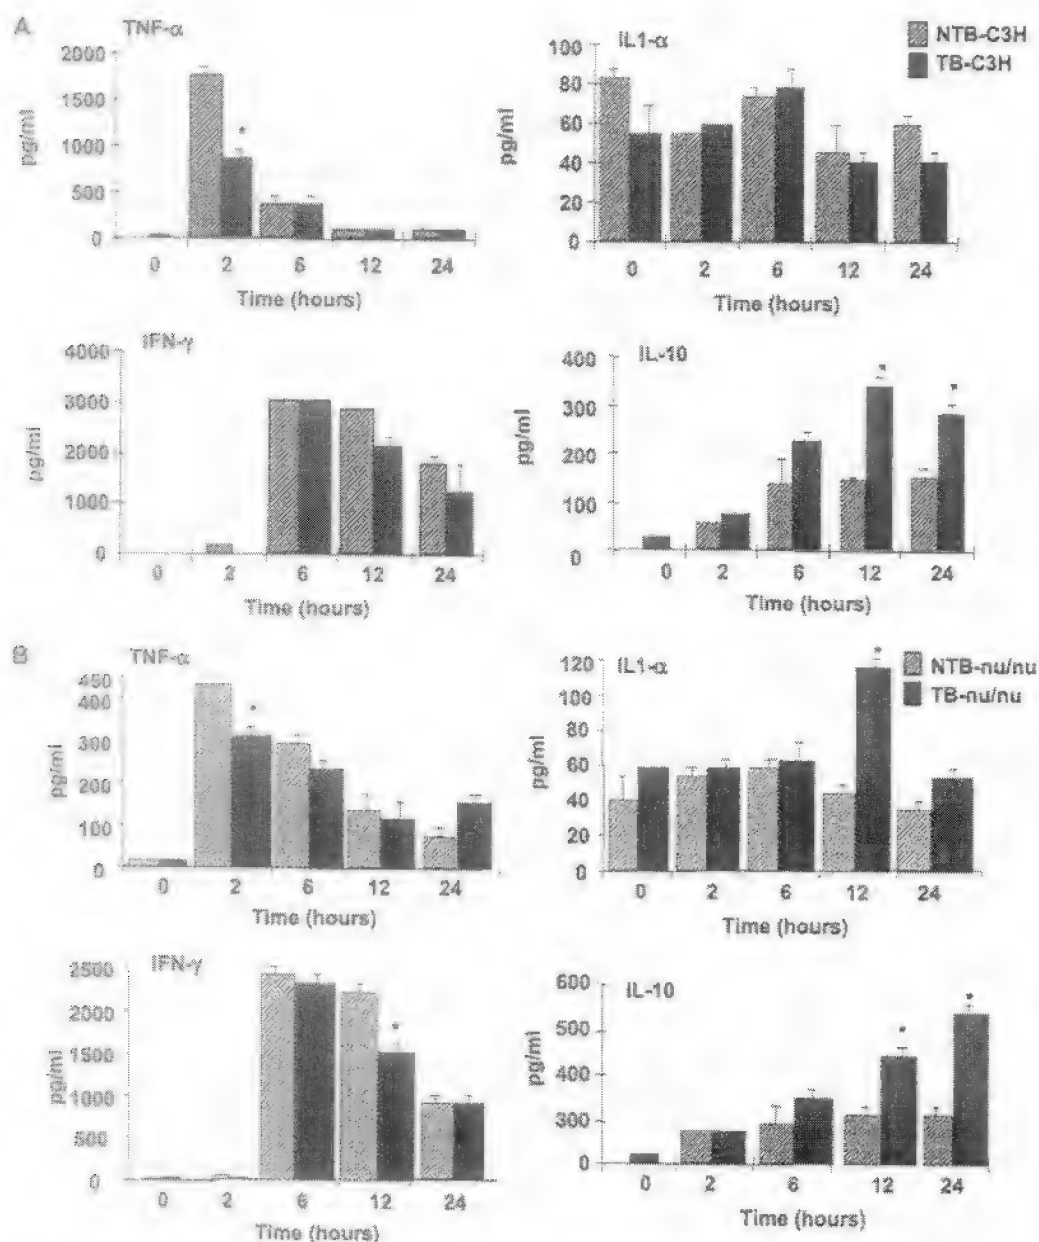 A
TNF-α
pg/ml
2000
1500
1000
500
0
*
0 2 6 12 24
Time (hours)
IL1-α
NTB-C3H
TB-C3H
pg/ml
100
80
60
40
20
0
0 2 6 12 24
Time (hours)
IFN-γ
pg/ml
4000
3000
2000
1000
0
0 2 6 12 24
Time (hours)
IL-10
pg/ml
400
300
200
100
0
* *
0 2 6 12 24
Time (hours)
B
TNF-α
pg/ml
450
400
300
200
100
0
*
0 2 6 12 24
Time (hours)
IL1-α
NTB-nu/nu
TB-nu/nu
pg/ml
120
100
80
60
40
20
0
*
0 2 6 12 24
Time (hours)
IFN-γ
pg/ml
2500
2000
1500
1000
500
0
*
0 2 6 12 24
Time (hours)
IL-10
pg/ml
600
500
400
300
0
* *
0 2 6 12 24
Time (hours)